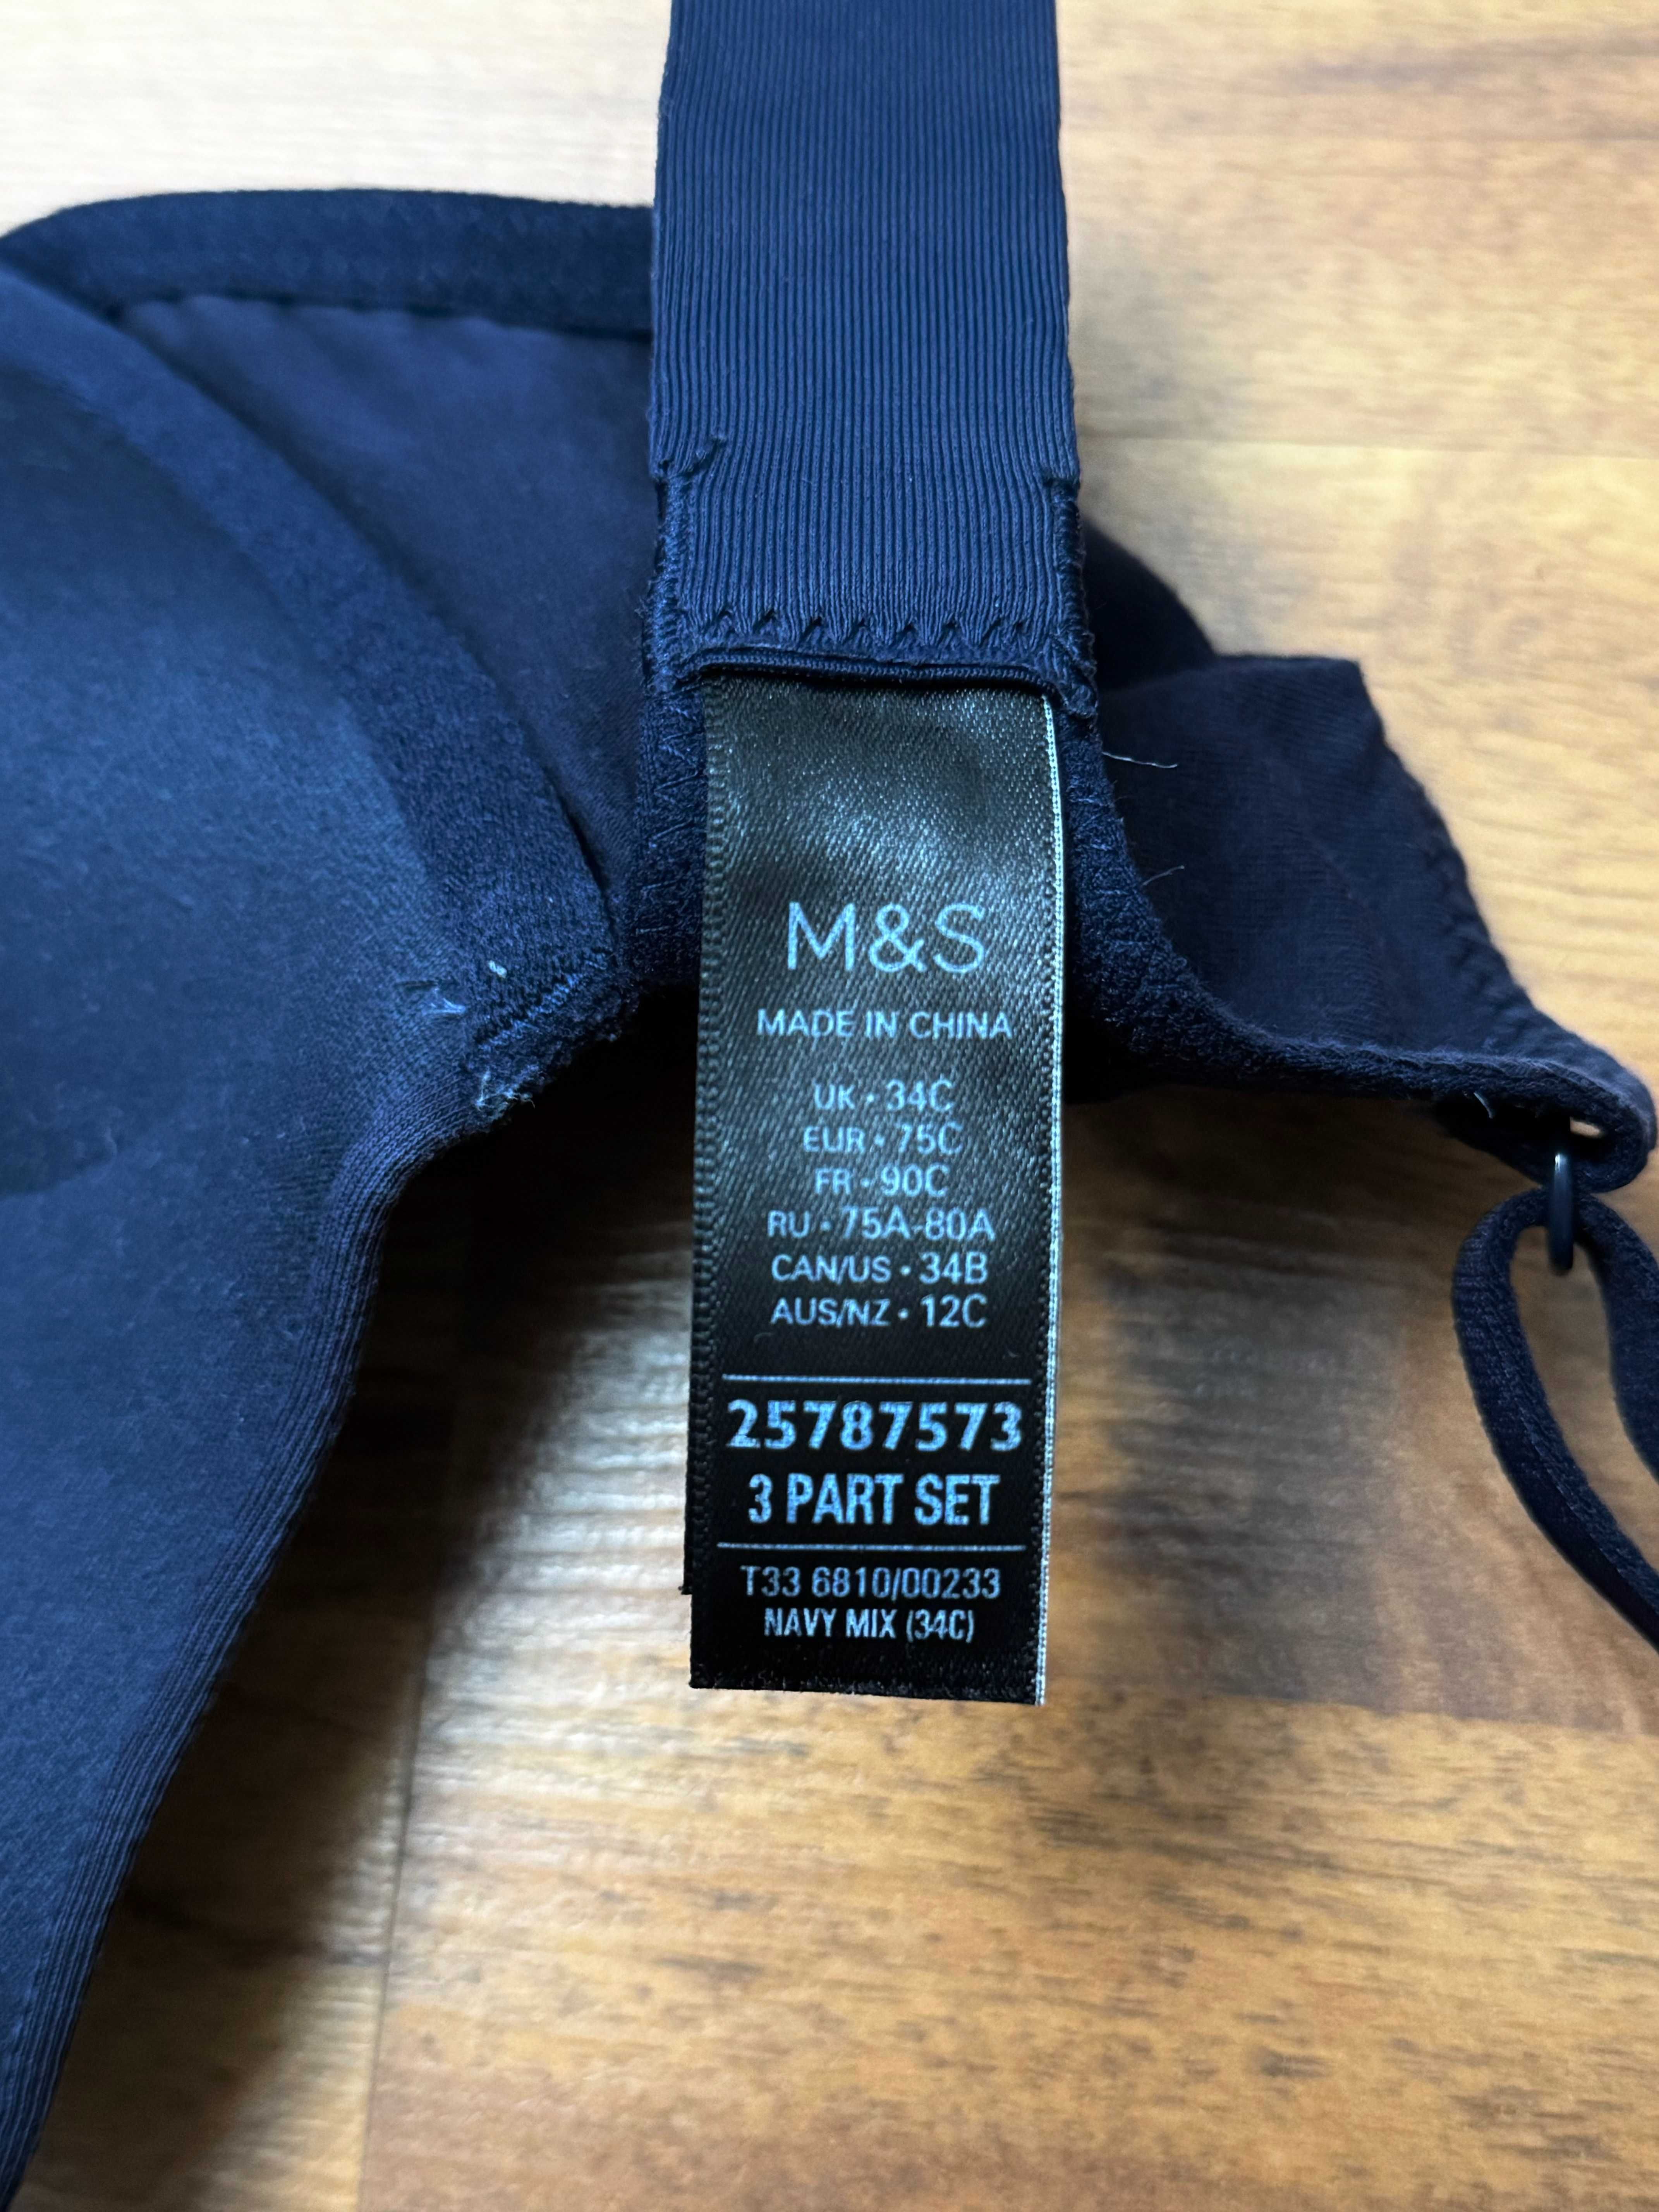 M&S
MADE IN CHINA
UK • 34C
EUR • 75C
FR • 90C
RU • 75A-80A
CAN/US • 34B
AUS/NZ • 12C
25787573
3 PART SET
T33 6810/00233
NAVY MIX (34C)